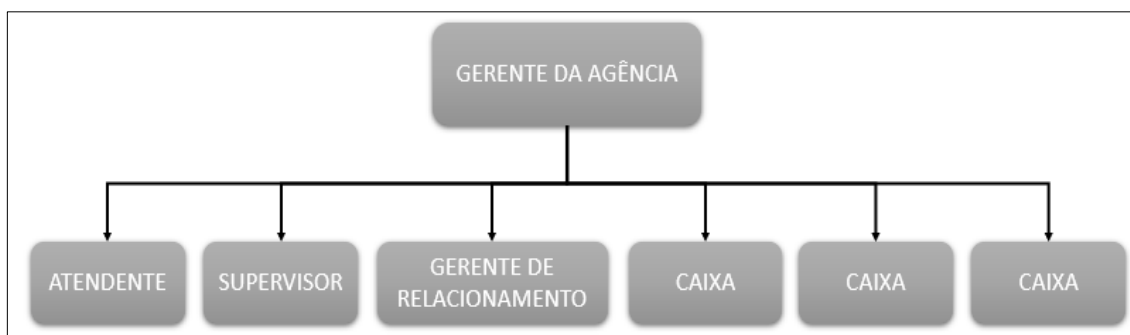 GERENTE DA AGÊNCIA
ATENDENTE
SUPERVISOR
GERENTE DE
RELACIONAMENTO
CAIXA
CAIXA
CAIXA